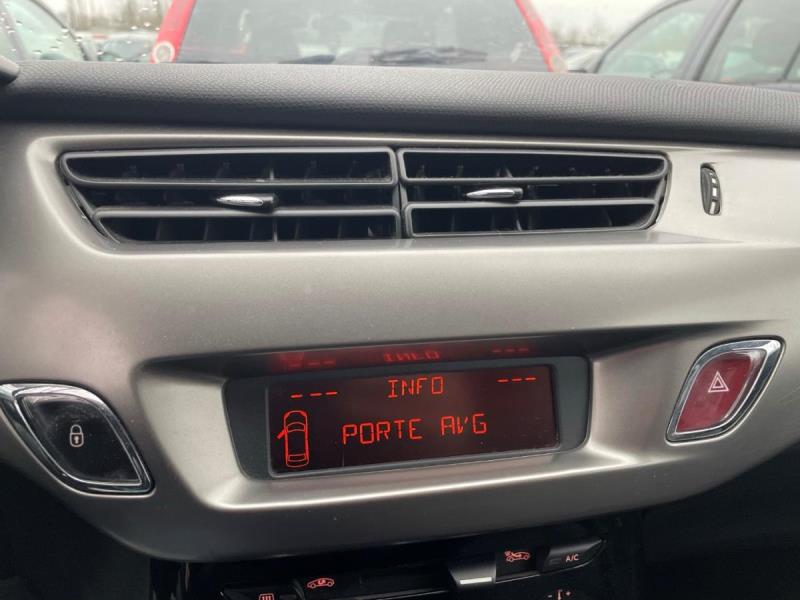 --- INFO ---
PORTE AVG
A/C